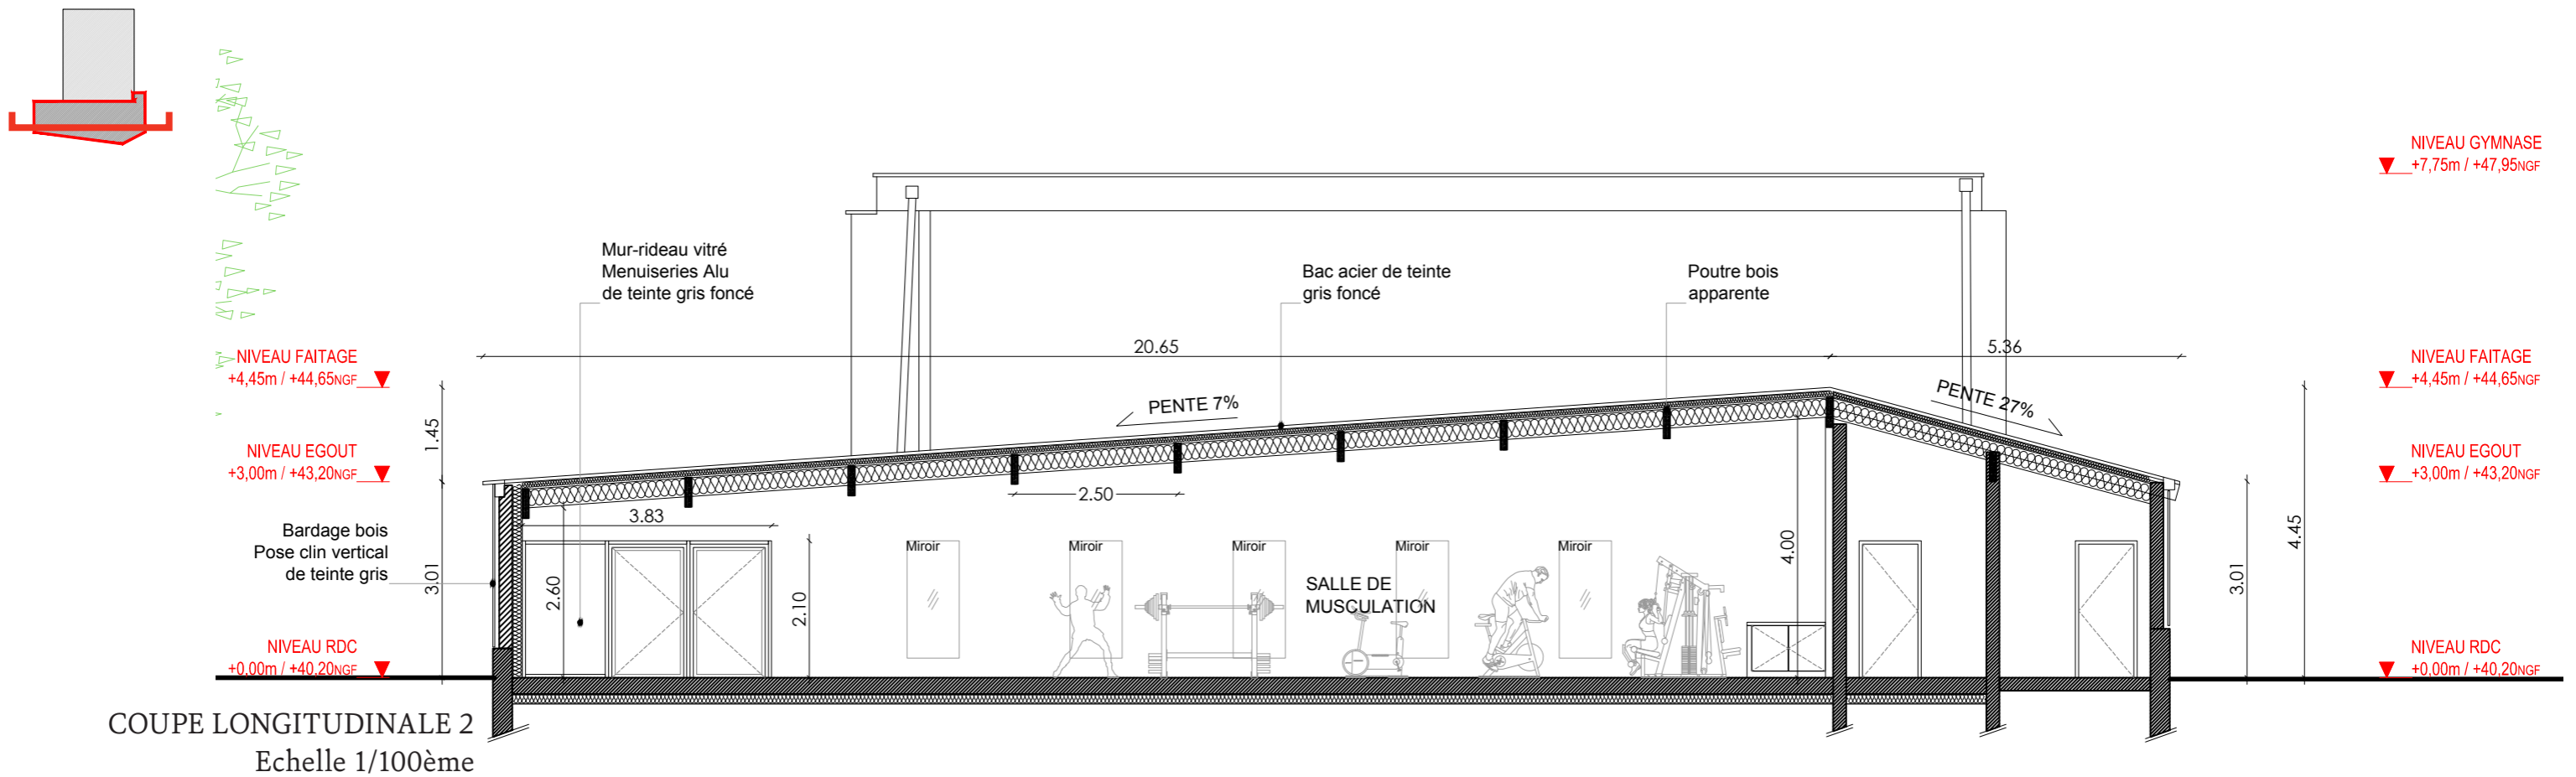 NIVEAU GYMNASE
+7,75m / +47,95NGF
Mur-rideau vitré
Menuiseries Alu
de teinte gris foncé
Bac acier de teinte
gris foncé
Poutre bois
apparente
20.65
5.36
NIVEAU FAITAGE
+4,45m / +44,65NGF
NIVEAU FAITAGE
+4,45m / +44,65NGF
PENTE 7%
PENTE 27%
1.45
NIVEAU EGOUT
+3,00m / +43,20NGF
NIVEAU EGOUT
+3,00m / +43,20NGF
2.50
3.83
Bardage bois
Pose clin vertical
de teinte gris
3.01
2.60
2.10
Miroir
Miroir
Miroir
Miroir
Miroir
4.00
4.45
3.01
SALLE DE
MUSCULATION
NIVEAU RDC
+0,00m / +40.20NGF
NIVEAU RDC
+0,00m / +40.20NGF
COUPE LONGITUDINALE 2
Echelle 1/100ème